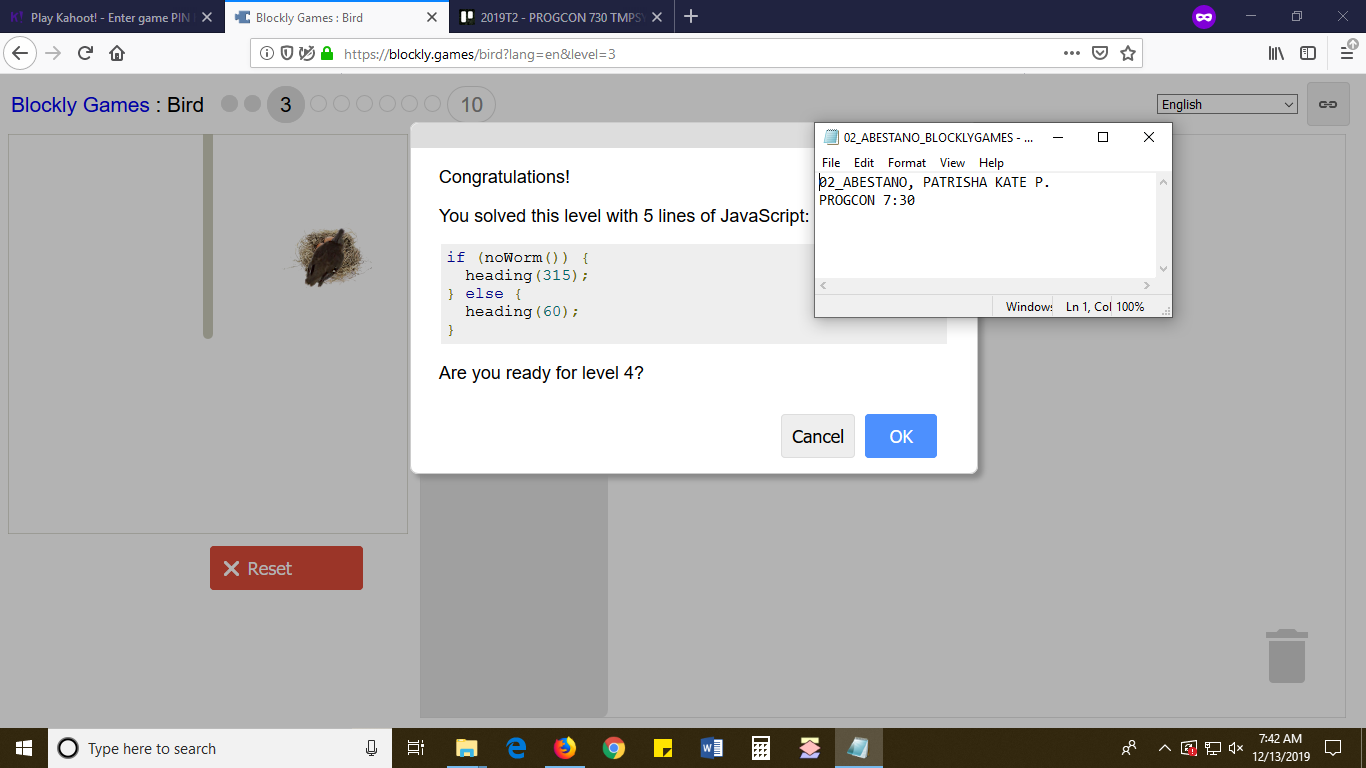 Play Kahoot! - Enter game PIN
Blockly Games : Bird
2019T2 - PROGCON 730 TMPS
https://blockly.games/bird?lang=en&level=3
Blockly Games : Bird
3
10
English
02_ABESTANO_BLOCKLYGAMES - ...
File Edit Format View Help
02_ABESTANO, PATRISHA KATE P.
PROGCON 7:30
Windows
Ln 1, Col
100%
Congratulations!
You solved this level with 5 lines of JavaScript:
if (noWorm()) {
heading(315);
} else {
heading(60);
}
Are you ready for level 4?
Cancel
OK
Reset
Type here to search
7:42 AM
12/13/2019